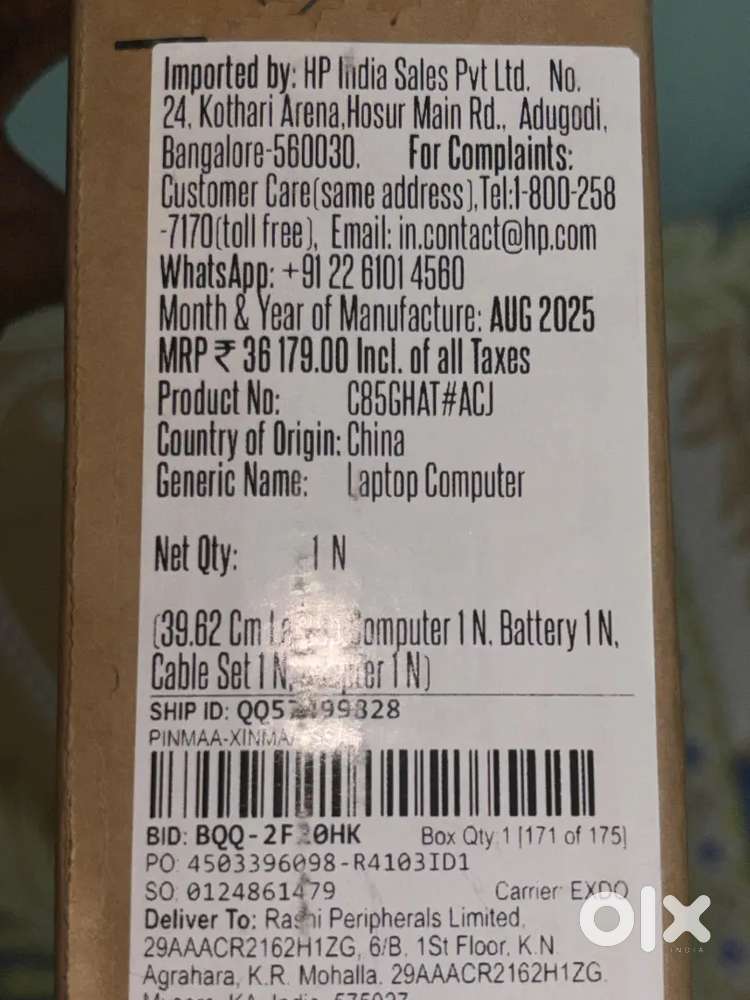 Imported by: HP India Sales Pvt Ltd. No.
24, Kothari Arena,Hosur Main Rd., Adugodi,
Bangalore-560030. For Complaints:
Customer Care(same address),Tel:1-800-258
-7170(toll free), Email: in.contact@hp.com
WhatsApp: +91 22 6101 4560
Month & Year of Manufacture: AUG 2025
MRP ₹ 36 179.00 Incl. of all Taxes
Product No: C85GHAT#ACJ
Country of Origin: China
Generic Name: Laptop Computer
Net Qty: 1 N
(39.62 Cm Computer 1 N, Battery 1 N,
Cable Set 1 N, 1 N)
SHIP ID:
BID: Box Qty 1 [171 of 175]
PO: 4503396098-R4103ID1
SO: 0124861479 Carrier: EXDO
Deliver To: Rashi Peripherals Limited,
29AAACR2162H1ZG, 6/B, 1St Floor, K.N
Agrahara, K.R. Mohalla. 29AAACR2162H1ZG.
olx
INDIA